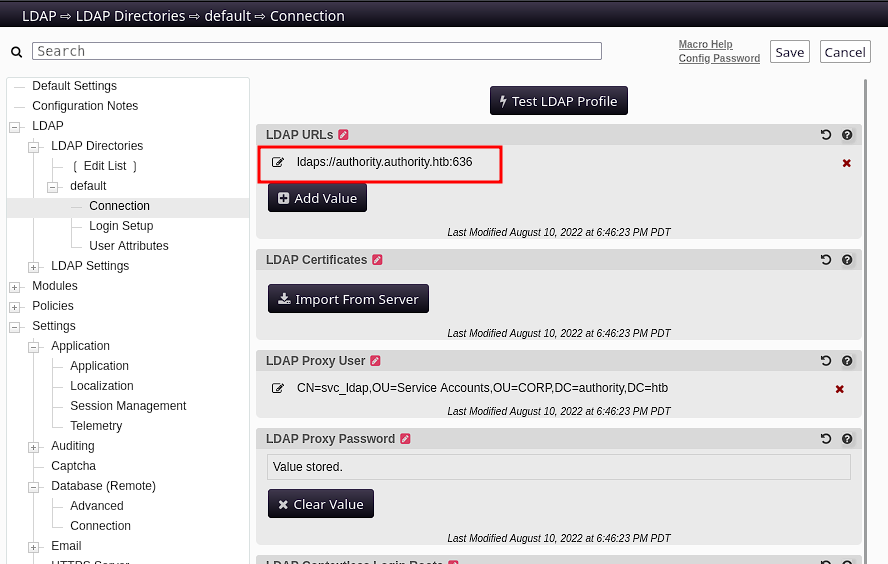 LDAP ⇨ LDAP Directories ⇨ default ⇨ Connection
Search
Macro Help
Config Password
Save
Cancel
Default Settings
Configuration Notes
LDAP
LDAP Directories
[ Edit List ]
default
Connection
Login Setup
User Attributes
LDAP Settings
Modules
Policies
Settings
Application
Application
Localization
Session Management
Telemetry
Auditing
Captcha
Database (Remote)
Advanced
Connection
Email
HTTPS Server
Test LDAP Profile
LDAP URLs
ldaps://authority.authority.htb:636
Add Value
Last Modified August 10, 2022 at 6:46:23 PM PDT
LDAP Certificates
Import From Server
Last Modified August 10, 2022 at 6:46:23 PM PDT
LDAP Proxy User
CN=svc_ldap,OU=Service Accounts,OU=CORP,DC=authority,DC=htb
Last Modified August 10, 2022 at 6:46:23 PM PDT
LDAP Proxy Password
Value stored.
Clear Value
Last Modified August 10, 2022 at 6:46:23 PM PDT
LDAP Contextless Login Roots